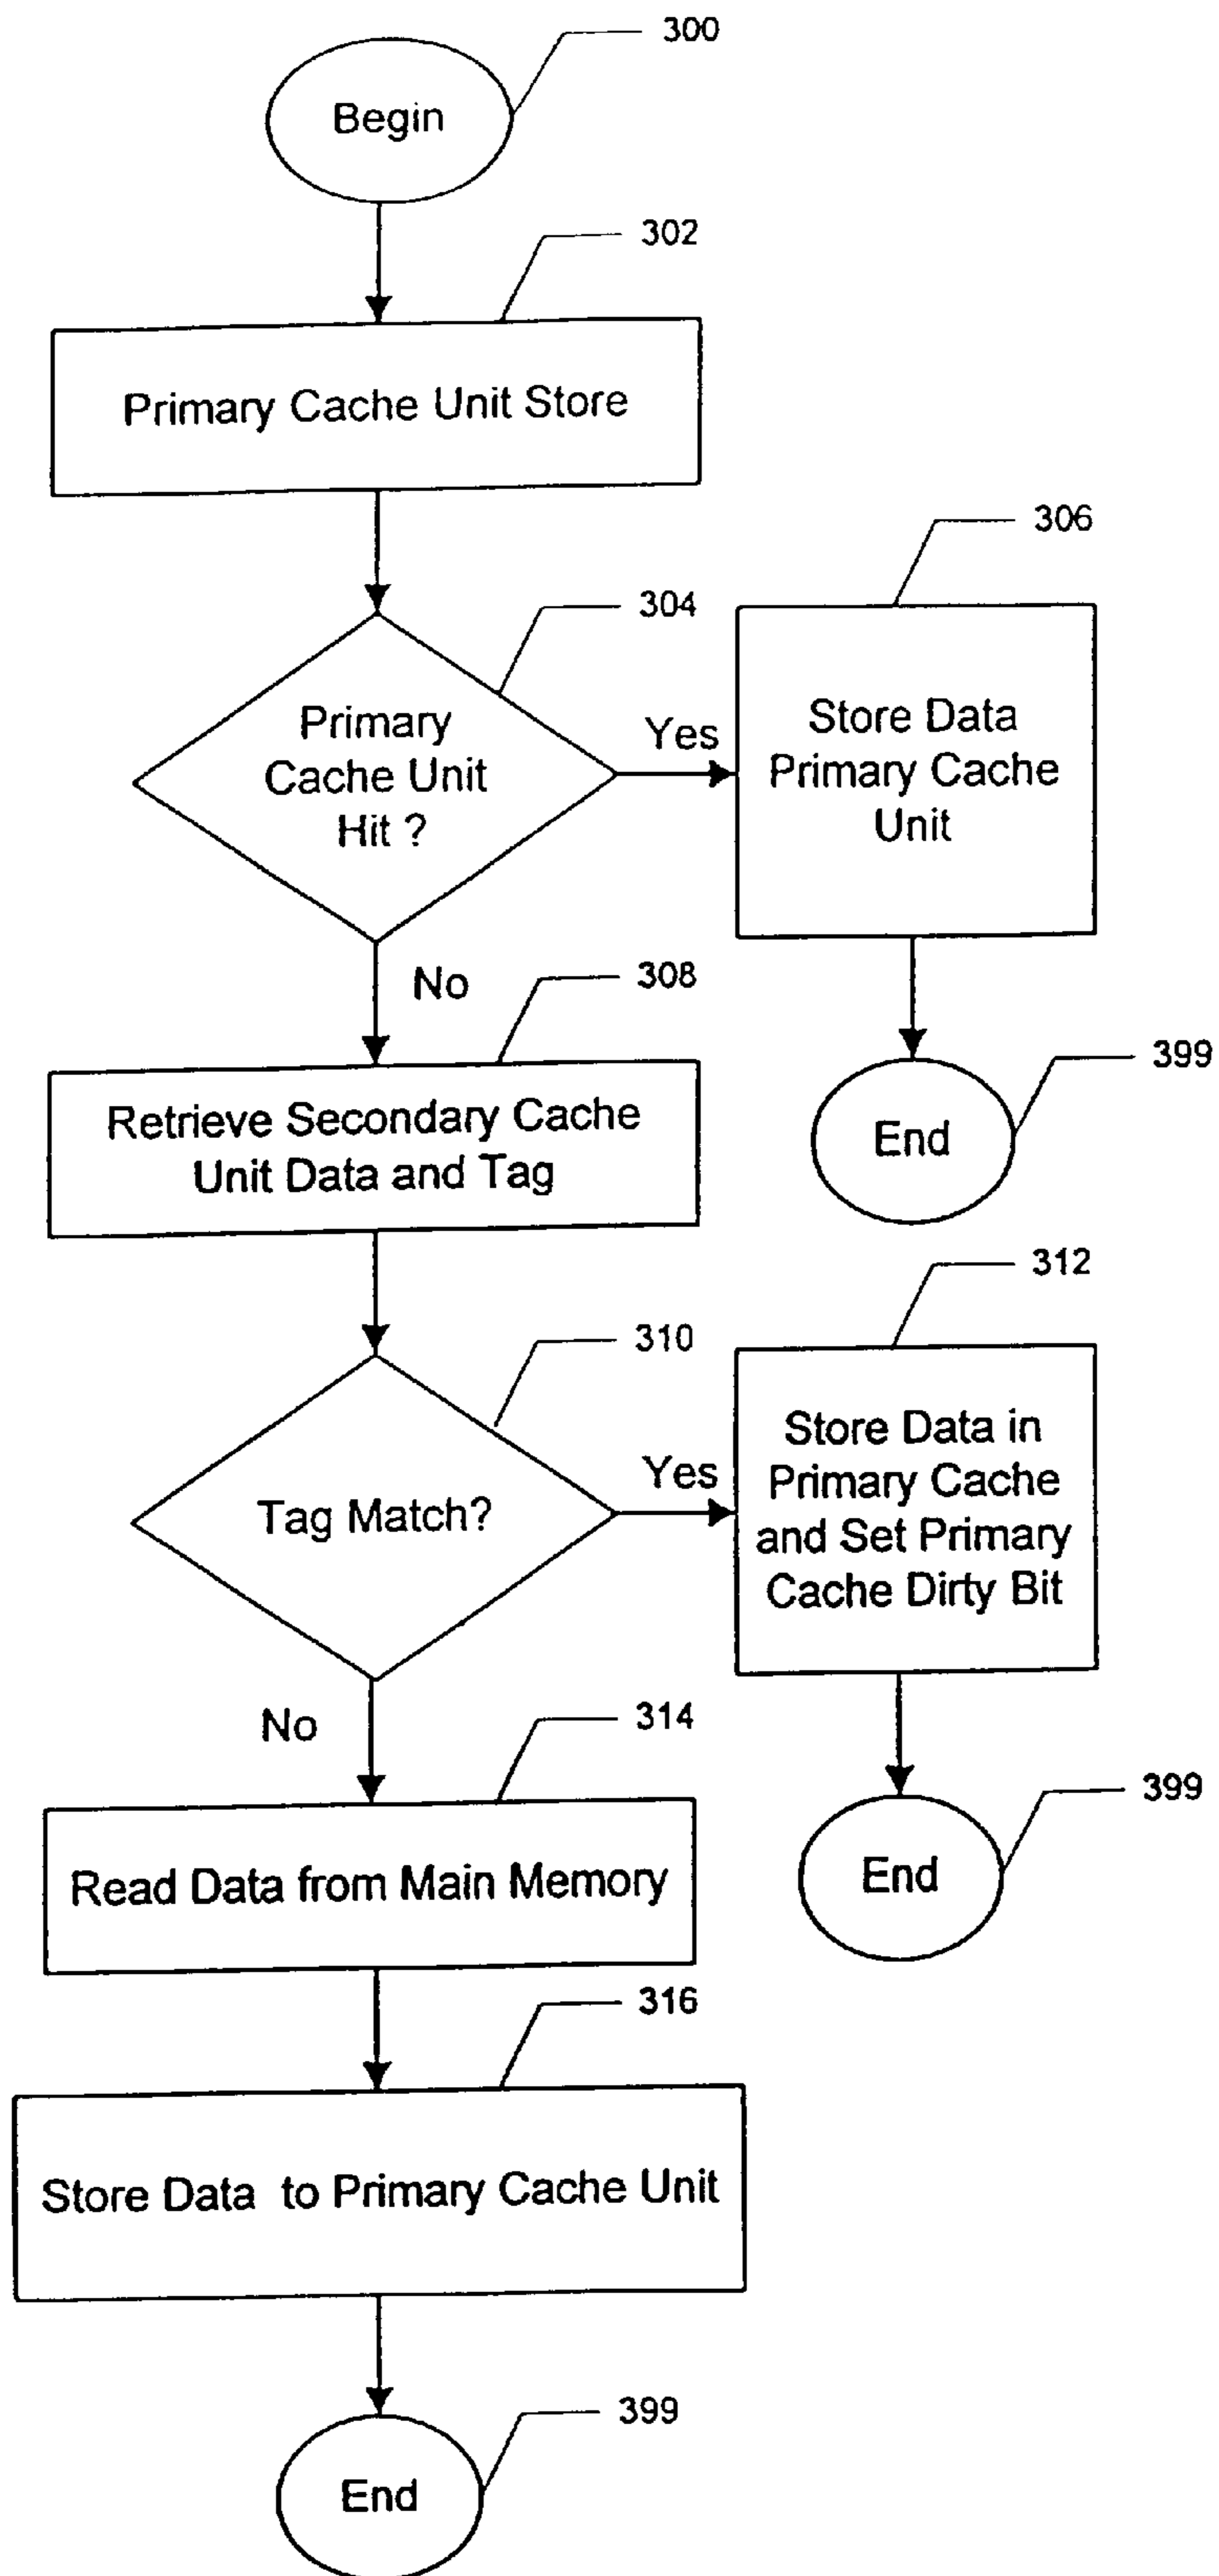 300
Begin
302
Primary Cache Unit Store
304
Primary
Cache Unit
Hit ?
Yes
306
Store Data
Primary Cache
Unit
No
308
Retrieve Secondary Cache
Unit Data and Tag
399
End
310
Tag Match?
Yes
312
Store Data in
Primary Cache
and Set Primary
Cache Dirty Bit
No
314
Read Data from Main Memory
399
End
316
Store Data to Primary Cache Unit
399
End